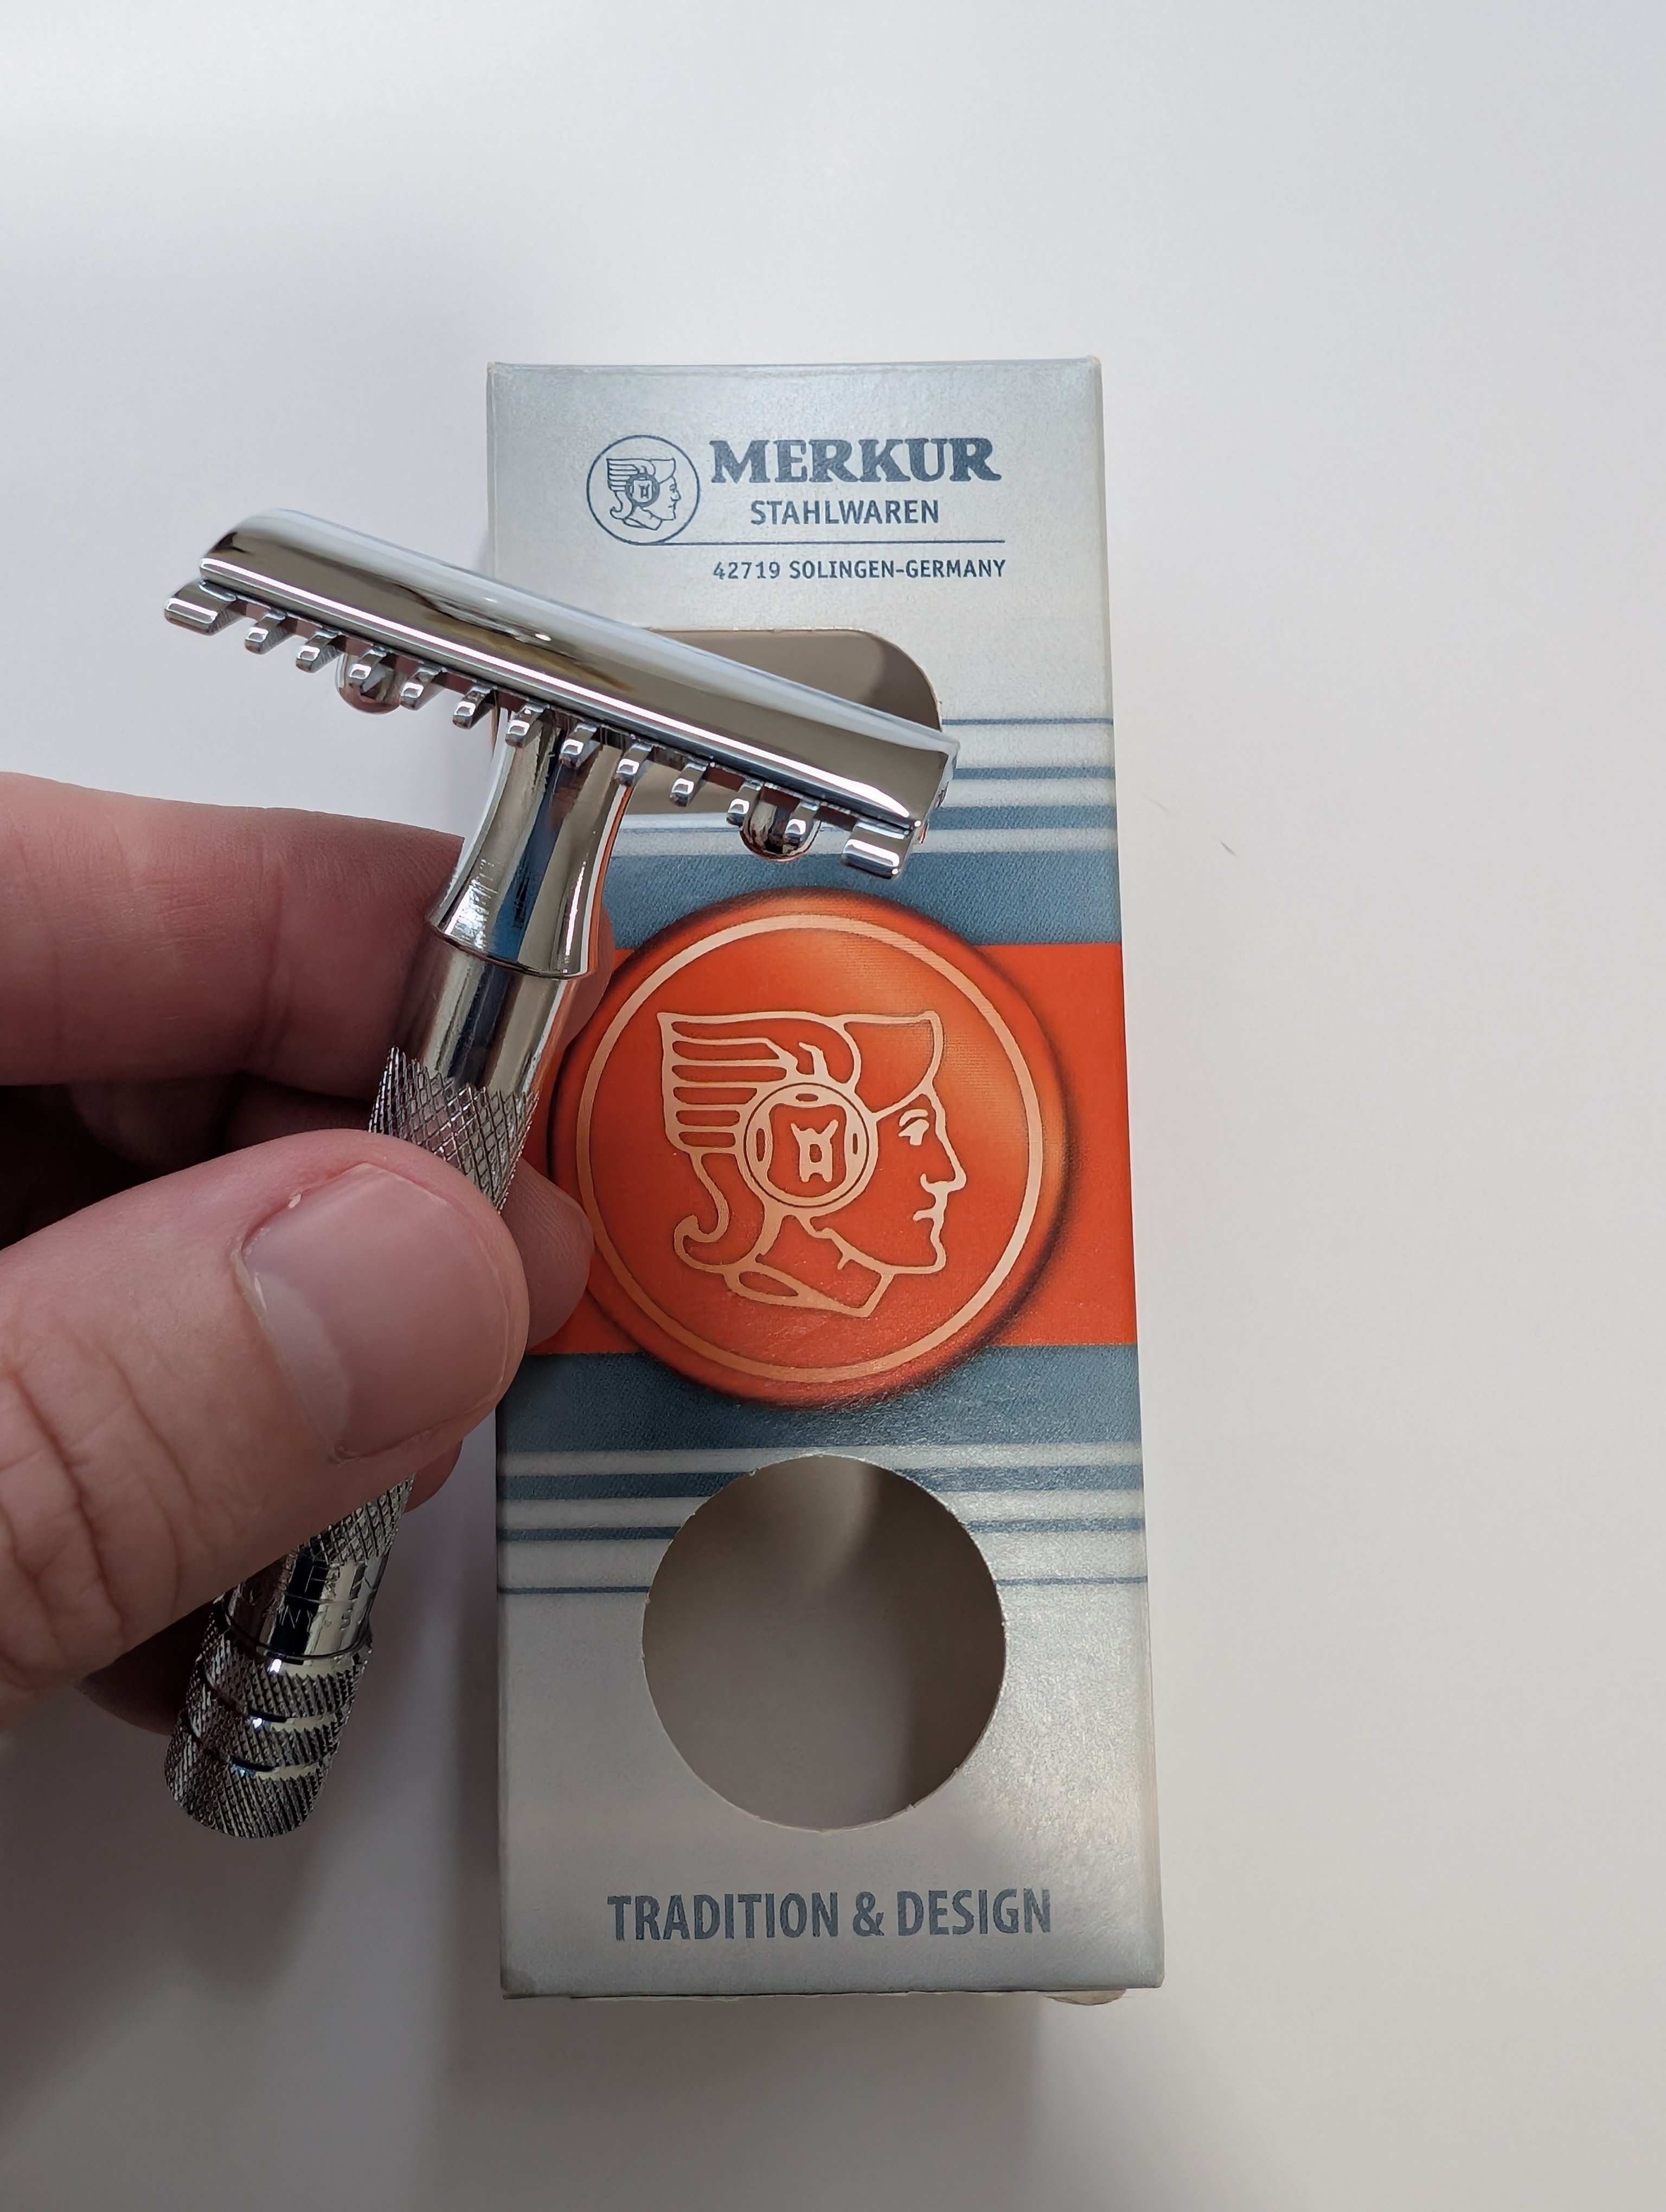 MERKUR
STAHLWAREN
42719 SOLINGEN-GERMANY
TRADITION & DESIGN